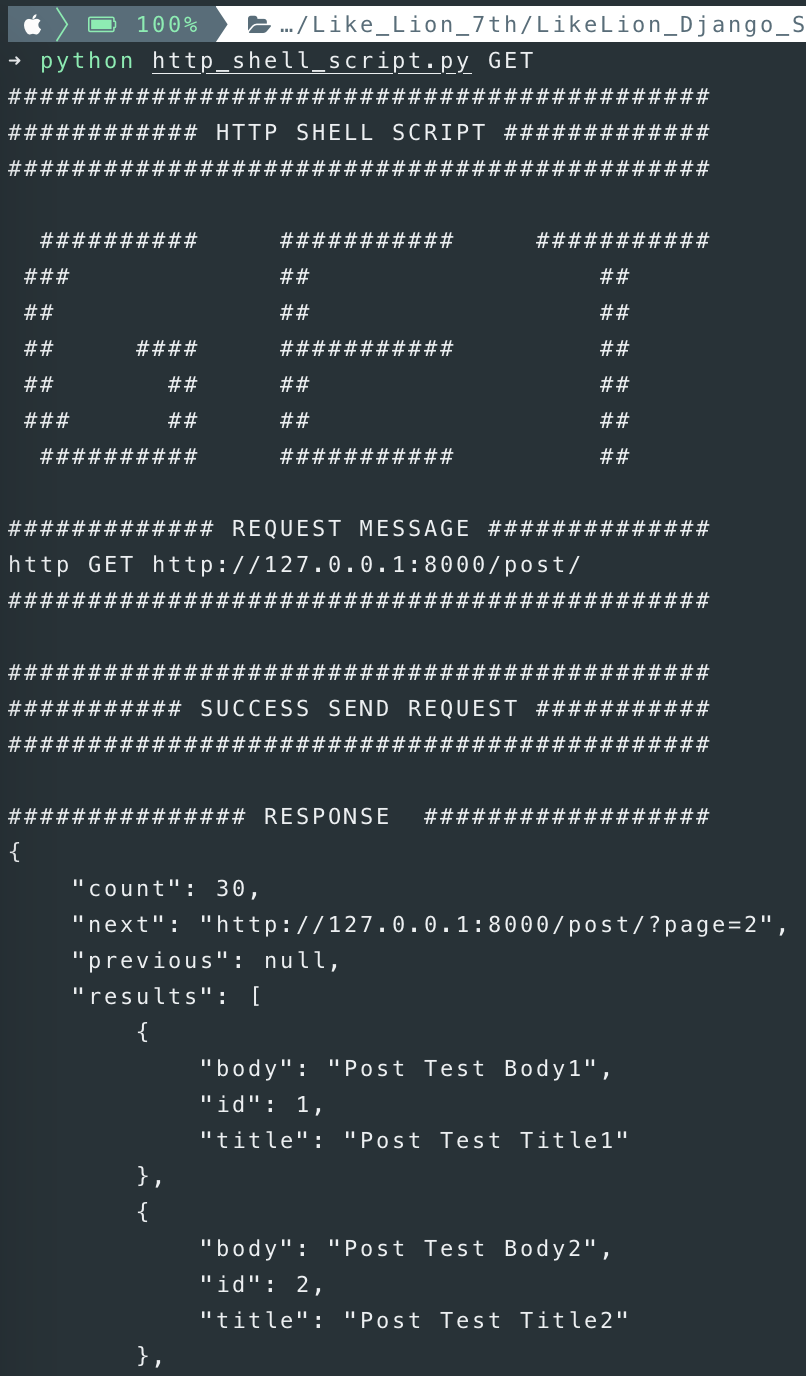 100% …/Like_Lion_7th/LikeLion_Django_S
➜ python http_shell_script.py GET
############################################
############ HTTP SHELL SCRIPT #############
############################################
  ##########     ###########     ###########
 ###             ##                  ##
 ##              ##                  ##
 ##     ####     ###########         ##
 ##       ##     ##                  ##
 ###      ##     ##                  ##
  ##########     ###########         ##
############# REQUEST MESSAGE ##############
http GET http://127.0.0.1:8000/post/
############################################
############################################
########### SUCCESS SEND REQUEST ###########
############################################
############### RESPONSE  ##################
{
    "count": 30,
    "next": "http://127.0.0.1:8000/post/?page=2",
    "previous": null,
    "results": [
        {
            "body": "Post Test Body1",
            "id": 1,
            "title": "Post Test Title1"
        },
        {
            "body": "Post Test Body2",
            "id": 2,
            "title": "Post Test Title2"
        },